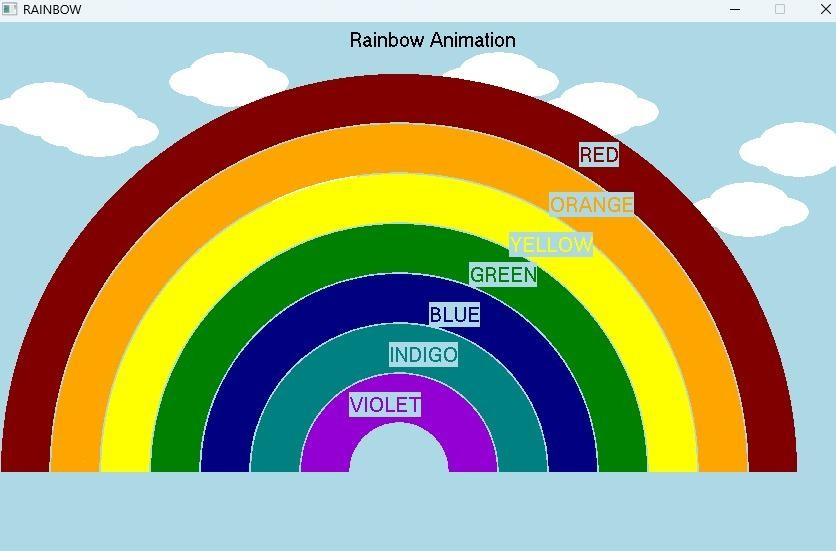 RAINBOW
Rainbow Animation
RED
ORANGE
YELLOW
GREEN
BLUE
INDIGO
VIOLET